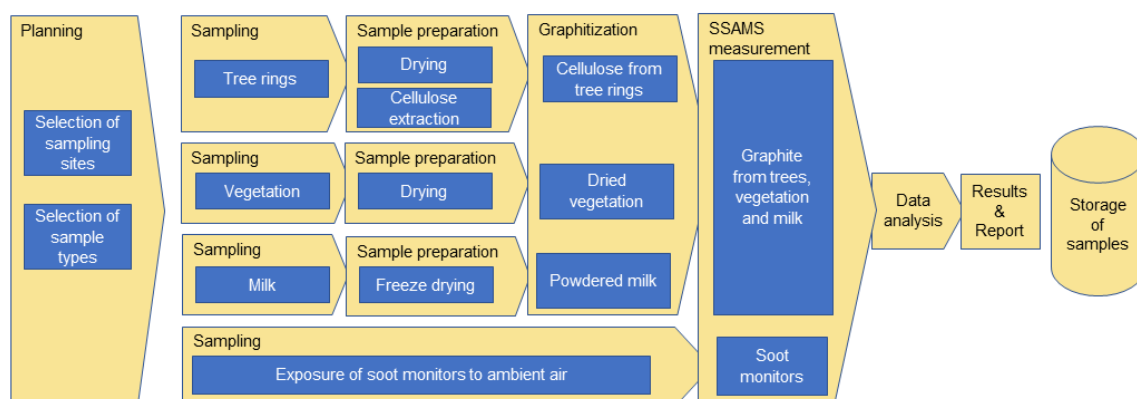 Planning
Selection of
sampling
sites
Selection of
sample
types
Sampling
Tree rings
Sample preparation
Drying
Cellulose
extraction
Sampling
Vegetation
Sample preparation
Drying
Sampling
Milk
Sample preparation
Freeze drying
Sampling
Exposure of soot monitors to ambient air
Graphitization
Cellulose from
tree rings
Dried
vegetation
Powdered milk
SSAMS
measurement
Graphite
from trees,
vegetation
and milk
Soot
monitors
Data
analysis
Results
&
Report
Storage
of
samples